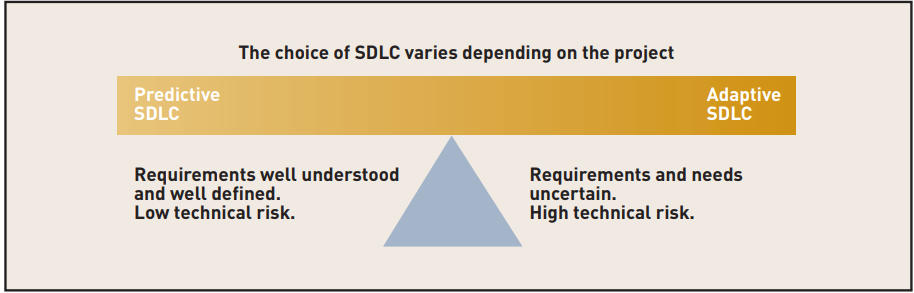 The choice of SDLC varies depending on the project
Predictive
SDLC
Adaptive
SDLC
Requirements well understood
and well defined.
Low technical risk.
Requirements and needs
uncertain.
High technical risk.